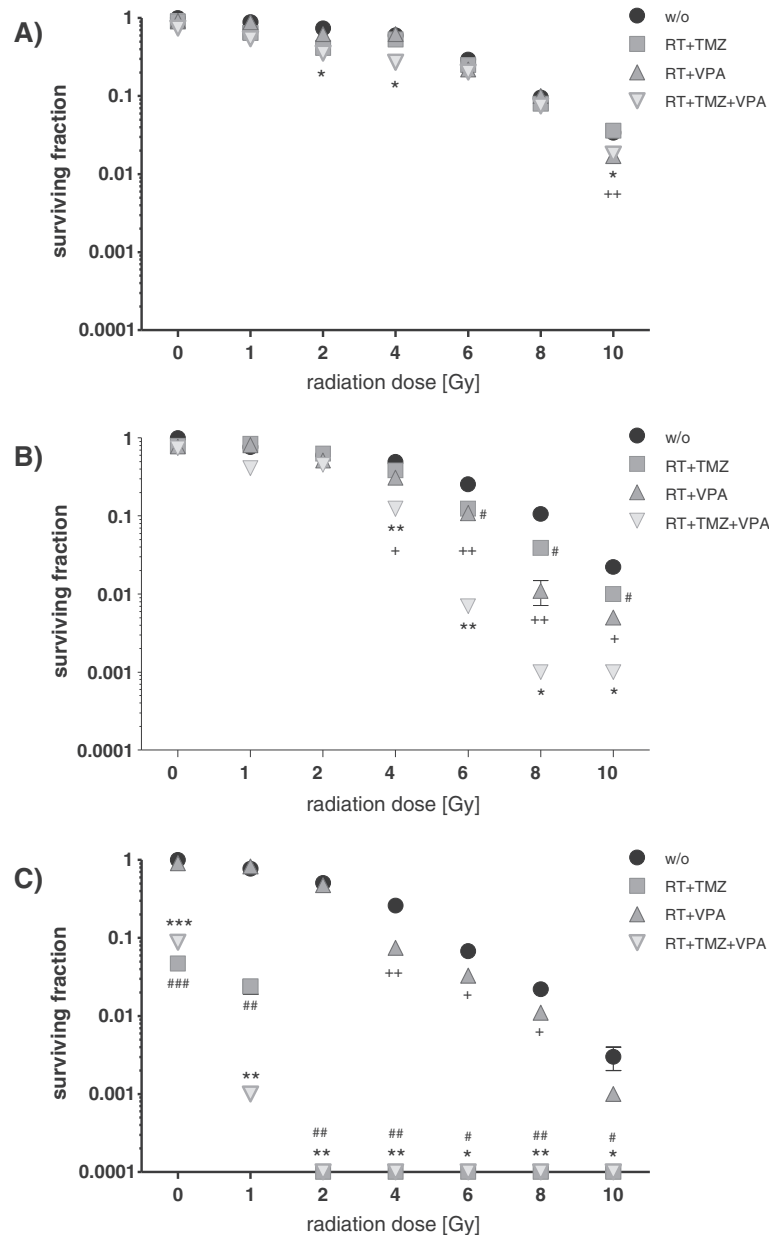 A)
surviving fraction
1
0.1
0.01
0.001
0.0001
* * *
++
0 1 2 4 6 8 10
radiation dose [Gy]
w/o
RT+TMZ
RT+VPA
RT+TMZ+VPA
B)
surviving fraction
1
0.1
0.01
0.001
0.0001
** # # #
+ ++ ++ +
** * *
0 1 2 4 6 8 10
radiation dose [Gy]
w/o
RT+TMZ
RT+VPA
RT+TMZ+VPA
C)
surviving fraction
1
0.1
0.01
0.001
0.0001
***
### ## ++ + +
**
## ## # ## #
** ** * ** *
0 1 2 4 6 8 10
radiation dose [Gy]
w/o
RT+TMZ
RT+VPA
RT+TMZ+VPA